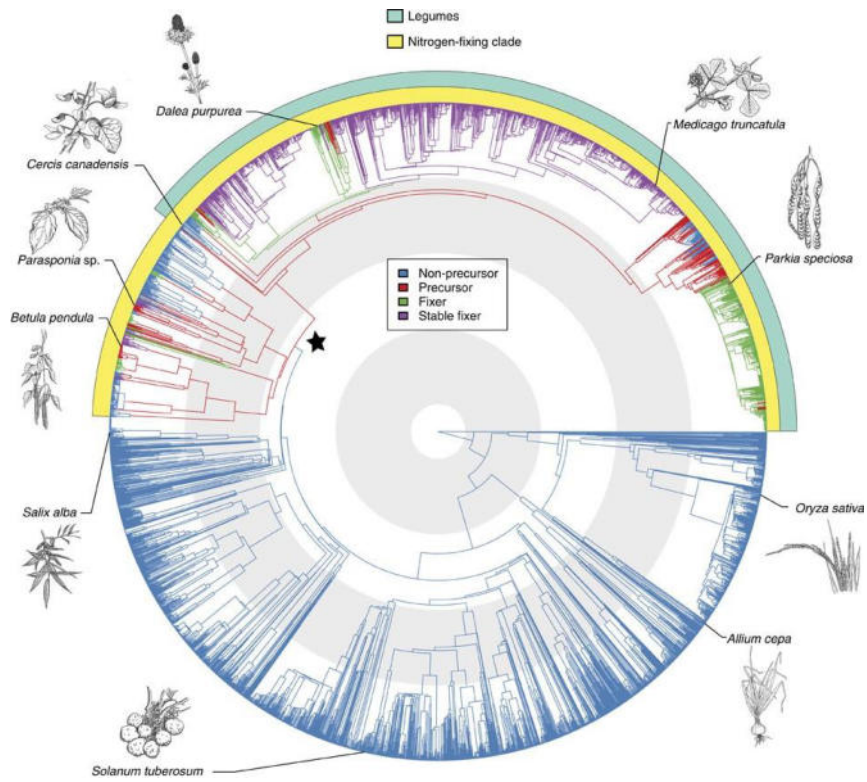 Legumes
Nitrogen-fixing clade
Dalea purpurea
Medicago truncatula
Cercis canadensis
Parkia speciosa
Parasponia sp.
Non-precursor
Precursor
Fixer
Stable fixer
Betula pendula
Salix alba
Oryza sativa
Allium cepa
Solanum tuberosum